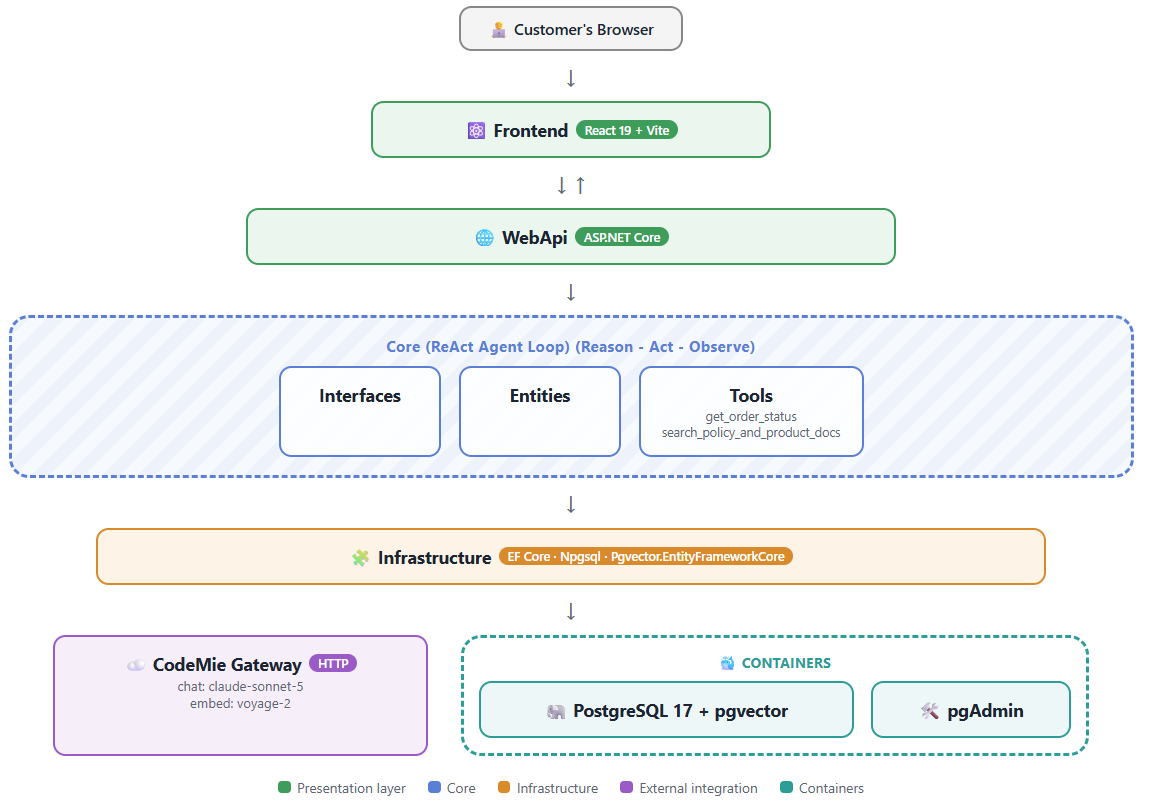 Customer's Browser
Frontend React 19 + Vite
WebApi ASP.NET Core
Core (ReAct Agent Loop) (Reason - Act - Observe)
Interfaces
Entities
Tools
get_order_status
search_policy_and_product_docs
Infrastructure EF Core · Npgsql · Pgvector.EntityFrameworkCore
CodeMie Gateway HTTP
chat: claude-sonnet-5
embed: voyage-2
CONTAINERS
PostgreSQL 17 + pgvector
pgAdmin
Presentation layer
Core
Infrastructure
External integration
Containers